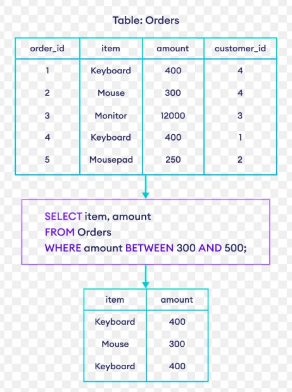 Table: Orders
order_id item amount customer_id
1 Keyboard 400 4
2 Mouse 300 4
3 Monitor 12000 3
4 Keyboard 400 1
5 Mousepad 250 2
SELECT item, amount
FROM Orders
WHERE amount BETWEEN 300 AND 500;
item amount
Keyboard 400
Mouse 300
Keyboard 400